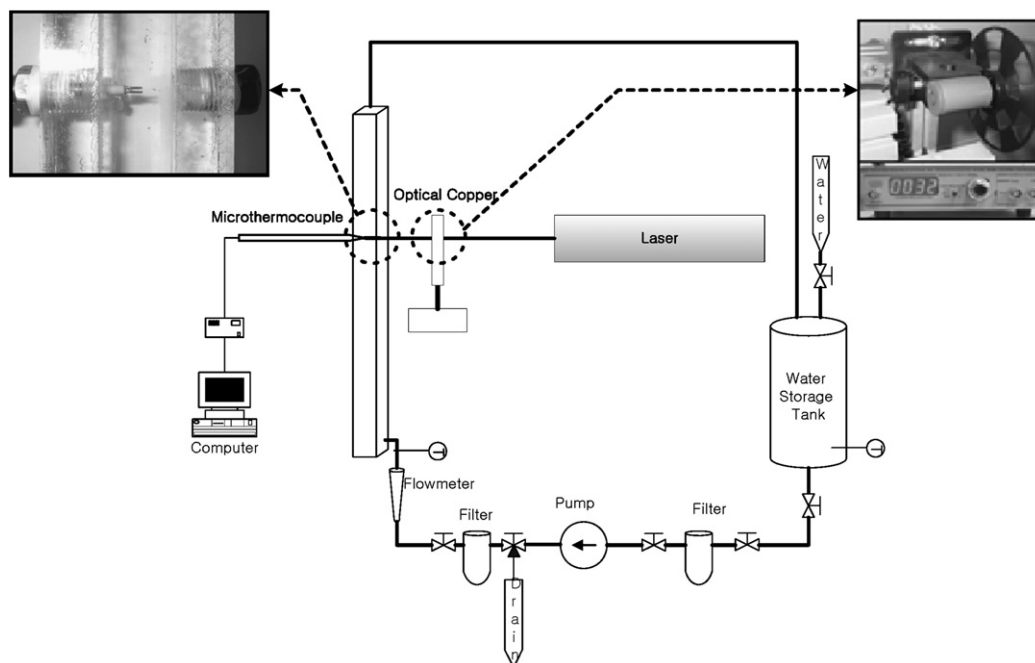 Water
Optical Copper
Microthermocouple
Laser
0032
Water
Storage
Tank
Computer
Flowmeter
Filter
Pump
Filter
Drain
T
T